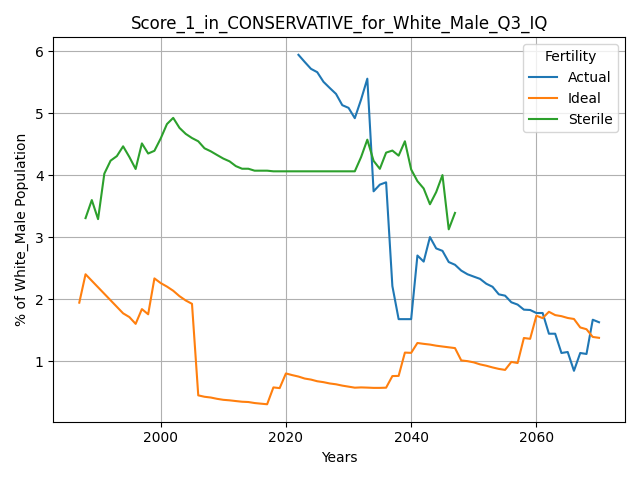 Score_1_in_CONSERVATIVE_for_White_Male_Q3_IQ
% of White_Male Population
6
5
4
3
2
1
2000 2020 2040 2060
Years
Fertility
Actual
Ideal
Sterile